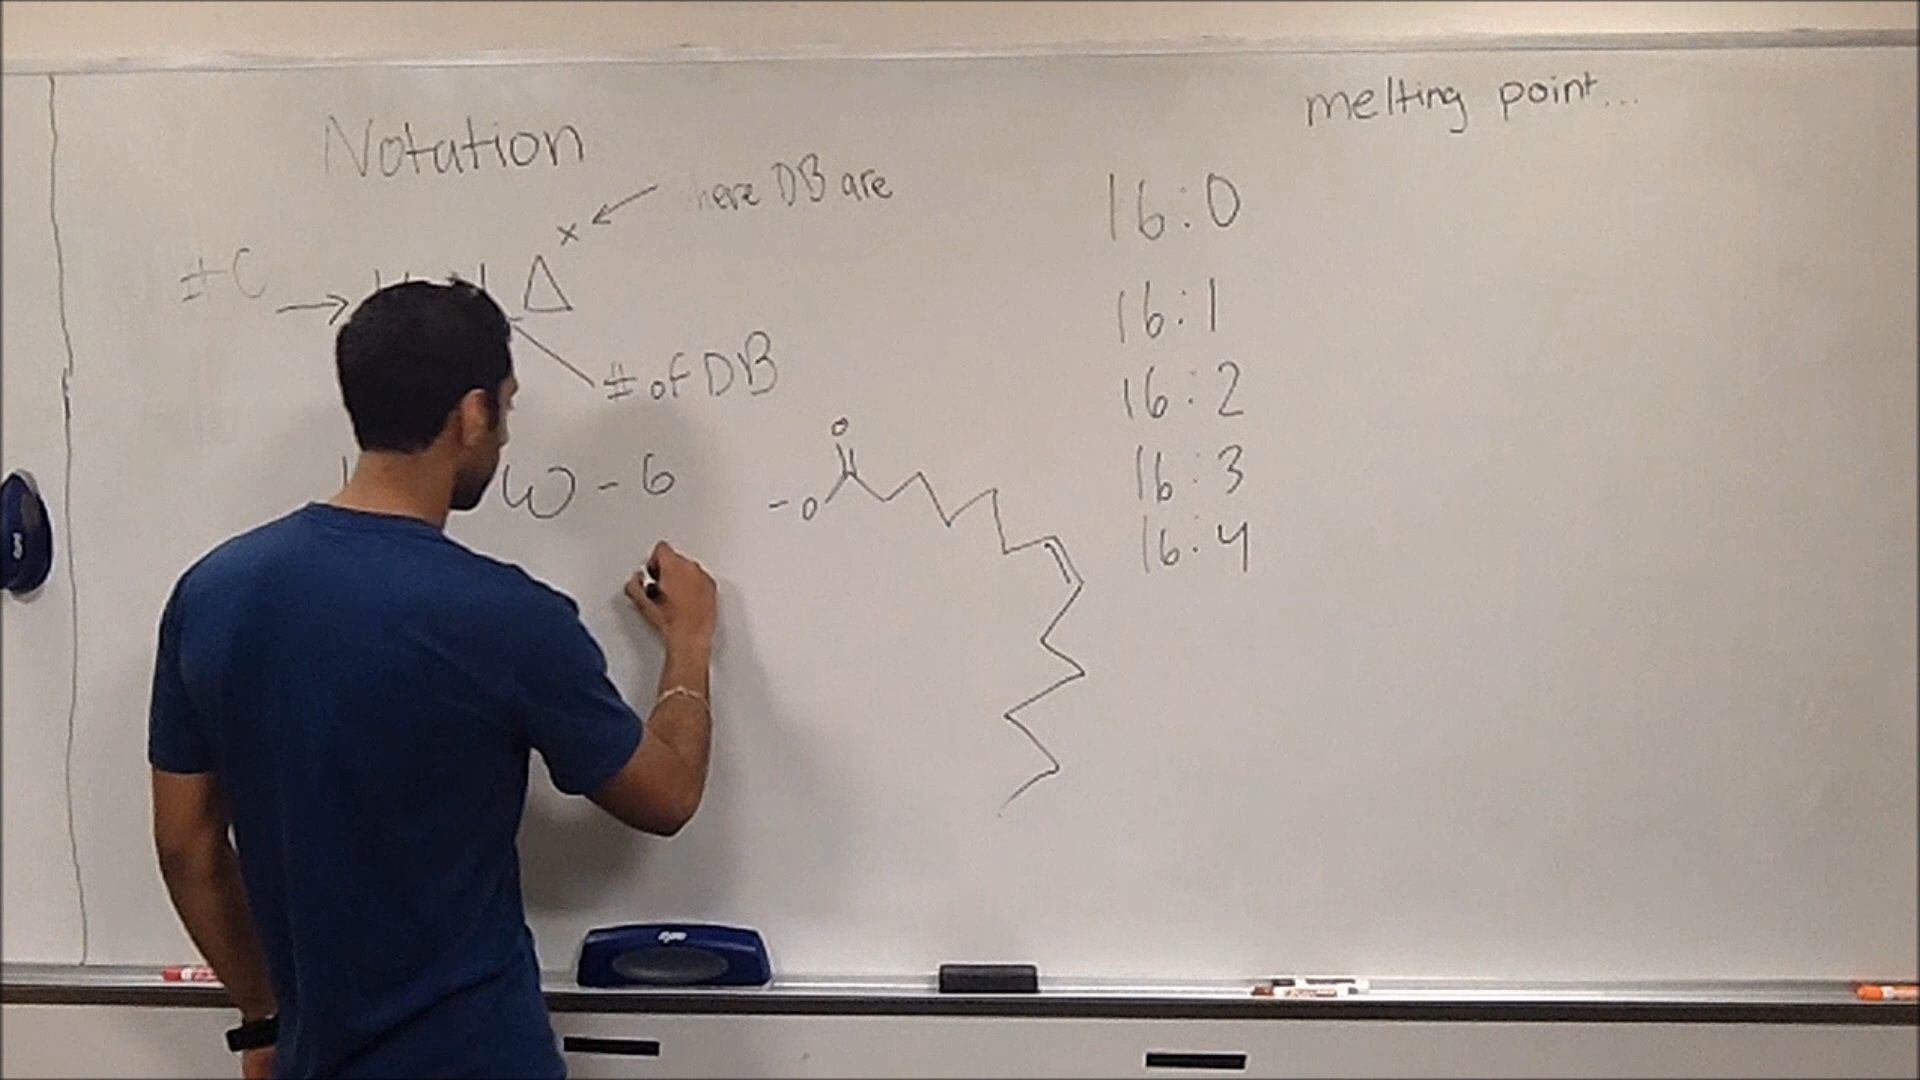 Notation
melting point...
x
here DB are
# C
Δ
# of DB
ω - 6
O
- O
16:0
16:1
16:2
16:3
16:4